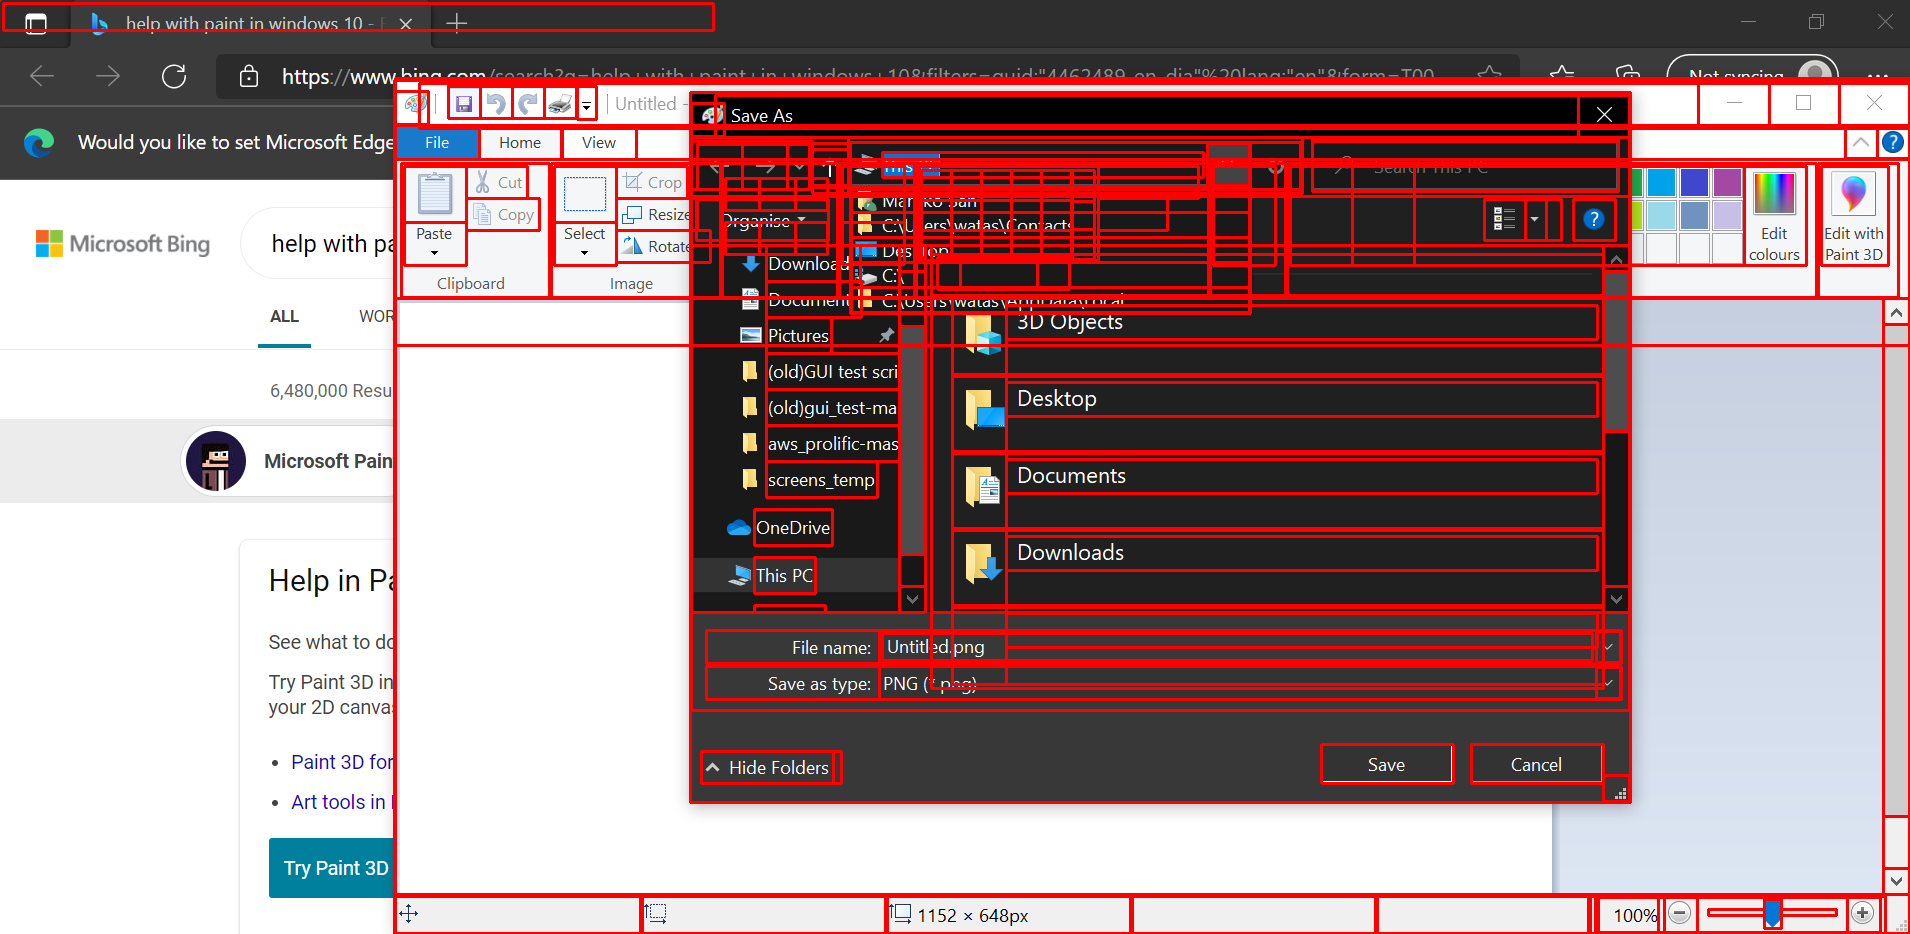 help with paint in windows 10 -
https://www.bing.com/search?q=help+with+paint+in+windows+10&filters=guid:"4462489-en-dia"%20lang:"en"&form=T00
Not syncing
Would you like to set Microsoft Edge
Untitled -
Save As
File
Home
View
Cut
Copy
Paste
Clipboard
Select
Crop
Resize
Rotate
Image
Search This PC
Organise
Edit
colours
Edit with
Paint 3D
C:\Users\watas\Contacts
Desktop
C:\
C:\Users\watas\AppData\Local
Microsoft Bing
help with pa
ALL
WOR
6,480,000 Resu
Microsoft Pain
Help in Pa
See what to do
Try Paint 3D in
your 2D canvas
Paint 3D for
Art tools in
Try Paint 3D
Download
Document
Pictures
(old)GUI test scri
(old)gui_test-ma
aws_prolific-mas
screens_temp
OneDrive
This PC
3D Objects
Desktop
Documents
Downloads
File name:
Untitled.png
Save as type:
PNG (*.png)
Hide Folders
Save
Cancel
1152 × 648px
100%